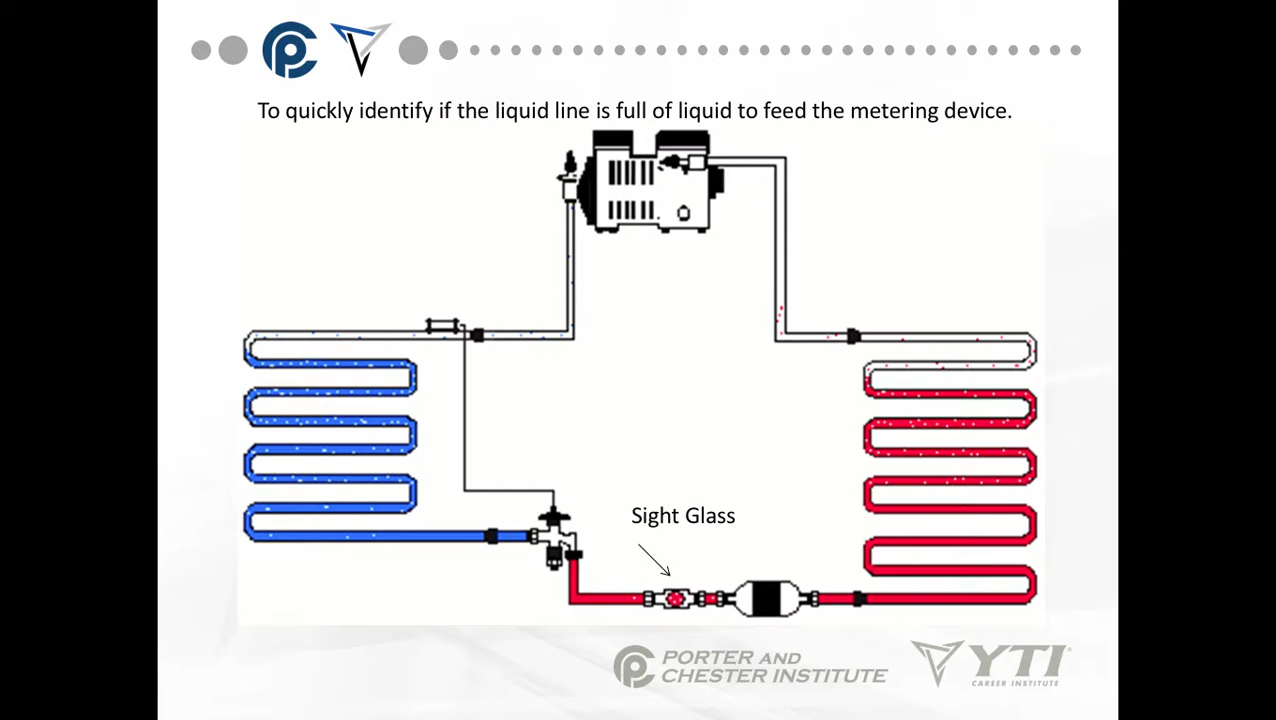 To quickly identify if the liquid line is full of liquid to feed the metering device.
Sight Glass
PORTER AND
CHESTER INSTITUTE
YTI
CAREER INSTITUTE